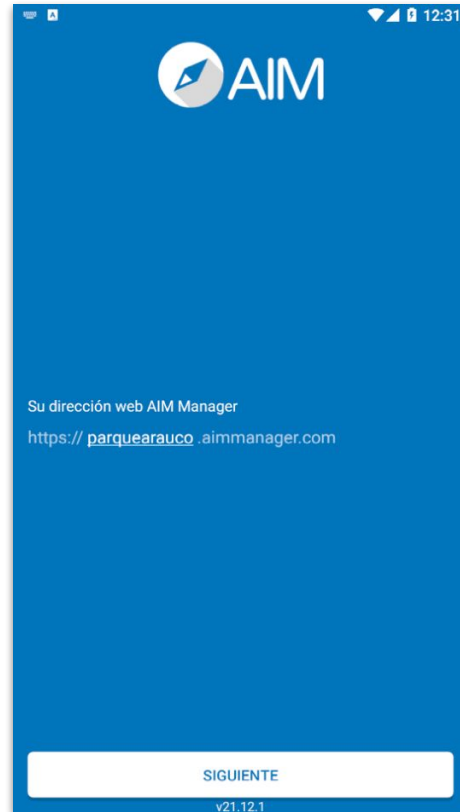 12:31
AIM
Su dirección web AIM Manager
https:// parquearauco .aimmanager.com
SIGUIENTE
v21.12.1